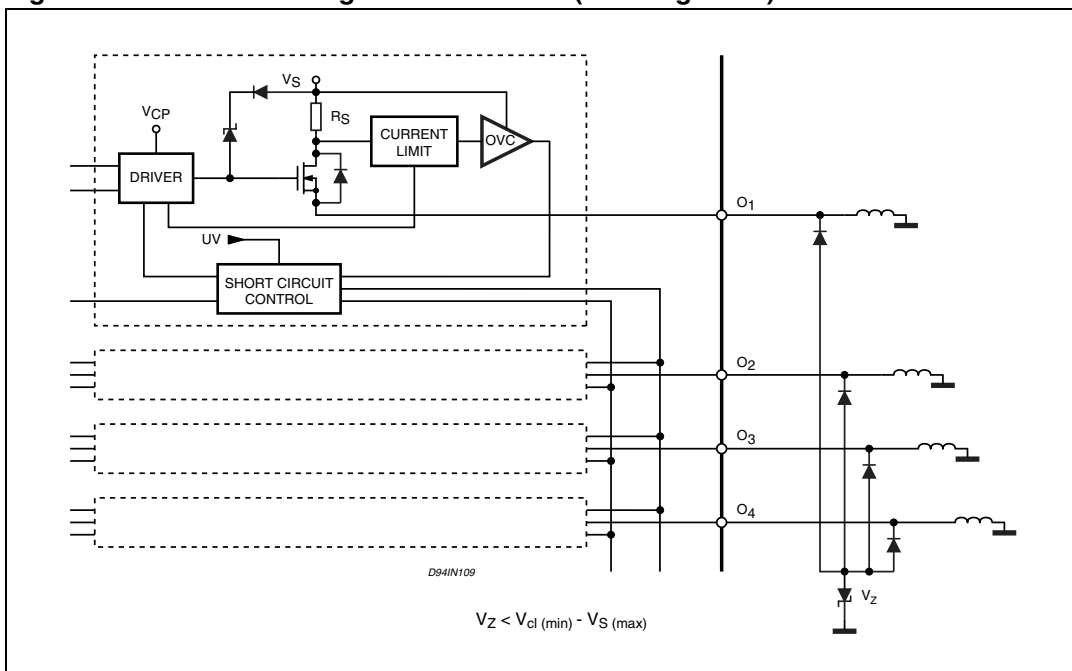 V_S
R_S
V_CP
CURRENT
LIMIT
OVC
DRIVER
O_1
UV
SHORT CIRCUIT
CONTROL
O_2
O_3
O_4
D94IN109
V_Z
V_Z < V_cl (min) - V_S (max)